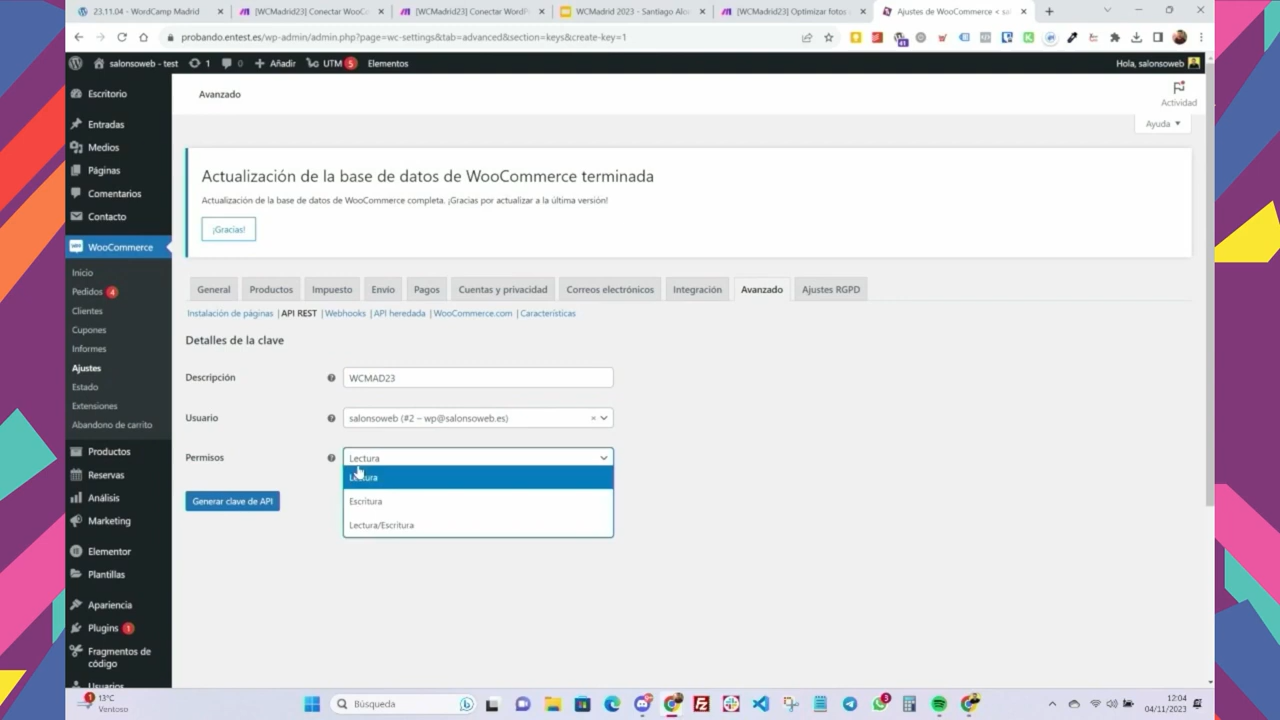 23.11.04 - WordCamp Madrid
[WCMadrid23] Conectar WooCo
[WCMadrid23] Conectar WordP
WCMadrid 2023 - Santiago Alo
[WCMadrid23] Optimizar fotos
Ajustes de WooCommerce < sal
probando.entest.es/wp-admin/admin.php?page=wc-settings&tab=advanced&section=keys&create-key=1
salonsoweb - test
1
0
Añadir
UTM
5
Elementos
Hola, salonsoweb
Escritorio
Entradas
Medios
Páginas
Comentarios
Contacto
WooCommerce
Inicio
Pedidos 4
Clientes
Cupones
Informes
Ajustes
Estado
Extensiones
Abandono de carrito
Productos
Reservas
Análisis
Marketing
Elementor
Plantillas
Apariencia
Plugins 1
Fragmentos de
código
Usuarios
Avanzado
Actividad
Ayuda
Actualización de la base de datos de WooCommerce terminada
Actualización de la base de datos de WooCommerce completa. ¡Gracias por actualizar a la última versión!
¡Gracias!
General
Productos
Impuesto
Envío
Pagos
Cuentas y privacidad
Correos electrónicos
Integración
Avanzado
Ajustes RGPD
Instalación de páginas | API REST | Webhooks | API heredada | WooCommerce.com | Características
Detalles de la clave
Descripción
WCMAD23
Usuario
salonsoweb (#2 – wp@salonsoweb.es)
Permisos
Lectura
Lectura
Escritura
Lectura/Escritura
Generar clave de API
1
13°C
Ventoso
Búsqueda
3
12:04
04/11/2023